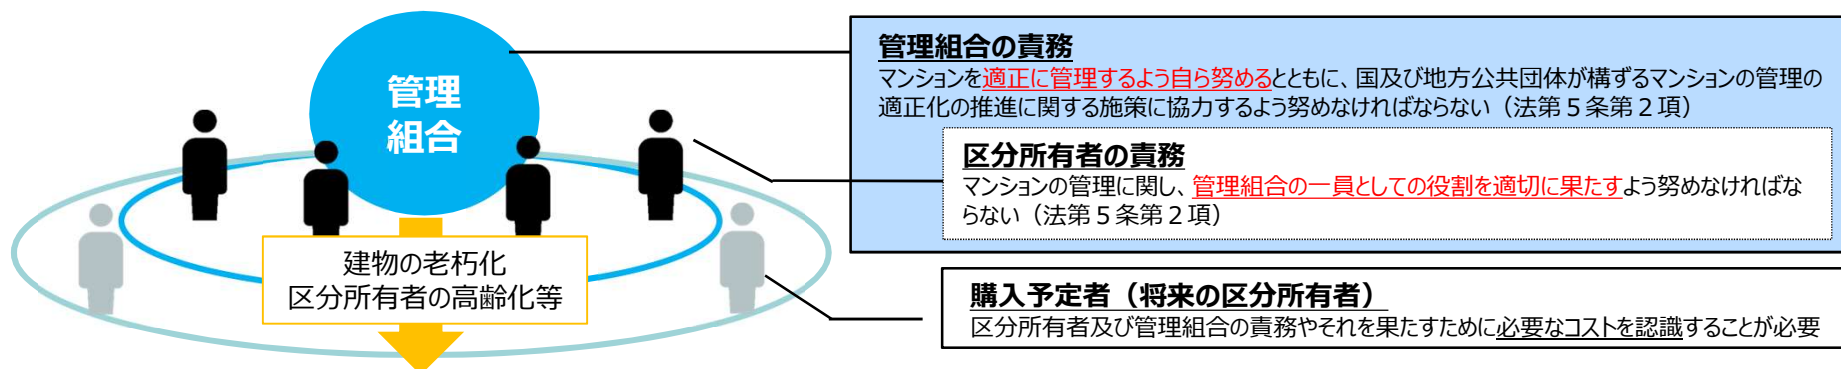 管理
組合
建物の老朽化
区分所有者の高齢化等
管理組合の責務
マンションを適正に管理するよう自ら努めるとともに、国及び地方公共団体が構ずるマンションの管理の
適正化の推進に関する施策に協力するよう努めなければならない（法第５条第２項）
区分所有者の責務
マンションの管理に関し、管理組合の一員としての役割を適切に果たすよう努めなければな
らない（法第５条第２項）
購入予定者（将来の区分所有者）
区分所有者及び管理組合の責務やそれを果たすために必要なコストを認識することが必要